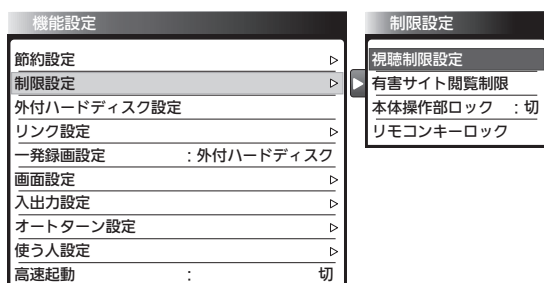 機能設定
節約設定
制限設定
外付ハードディスク設定
リンク設定
一発録画設定 : 外付ハードディスク
画面設定
入出力設定
オートターン設定
使う人設定
高速起動 : 切
制限設定
視聴制限設定
有害サイト閲覧制限
本体操作部ロック : 切
リモコンキーロック